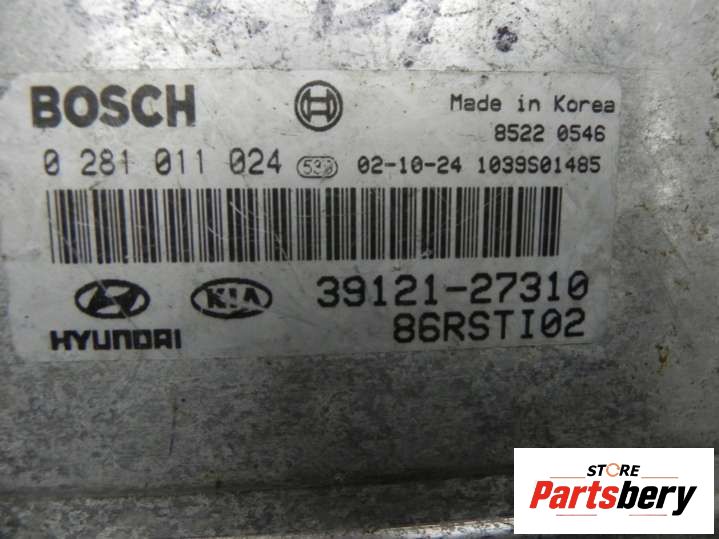 BOSCH
Made in Korea
8522 0546
0 281 011 024 530 02-10-24 1039S01485
KIA 39121-27310
HYUNDAI 86RSTI02
STORE
Partsbery